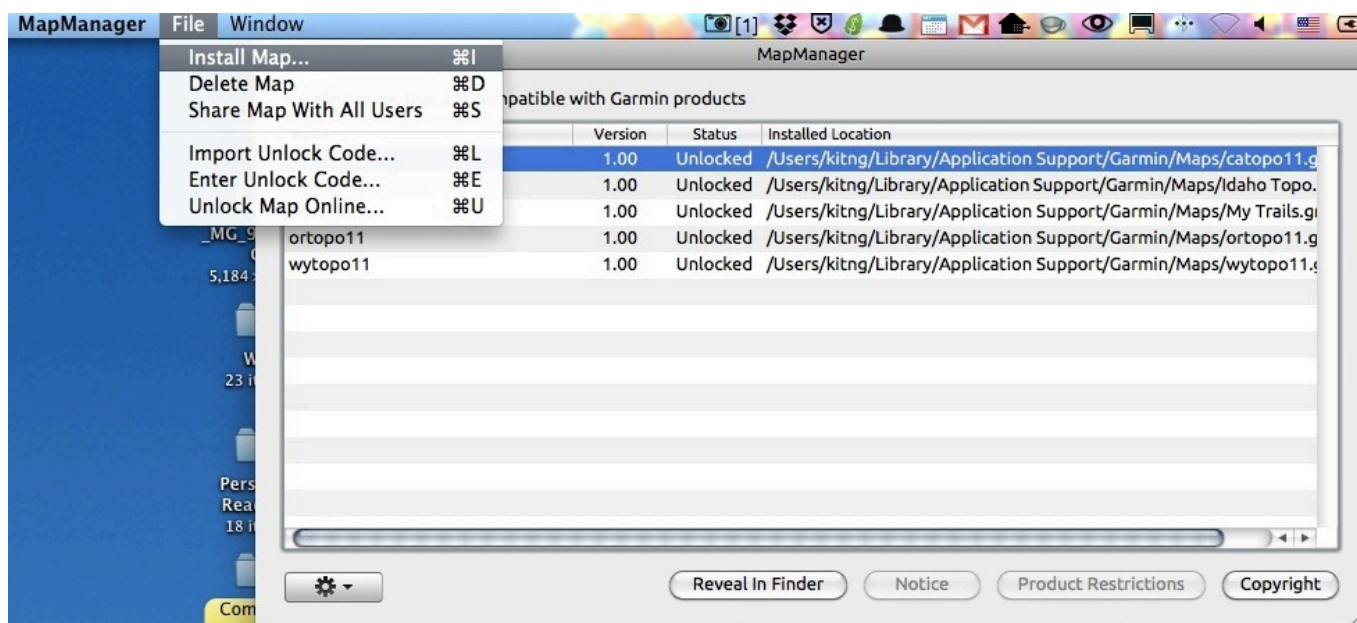 MapManager File Window [1]
MapManager
Install Map... ⌘I
Delete Map ⌘D
Share Map With All Users ⌘S
Import Unlock Code... ⌘L
Enter Unlock Code... ⌘E
Unlock Map Online... ⌘U
with Garmin products
Version Status Installed Location
1.00 Unlocked /Users/kitng/Library/Application Support/Garmin/Maps/catopo11.g
1.00 Unlocked /Users/kitng/Library/Application Support/Garmin/Maps/Idaho Topo.
1.00 Unlocked /Users/kitng/Library/Application Support/Garmin/Maps/My Trails.g
ortopo11 1.00 Unlocked /Users/kitng/Library/Application Support/Garmin/Maps/ortopo11.g
wytopo11 1.00 Unlocked /Users/kitng/Library/Application Support/Garmin/Maps/wytopo11.g
_MG_9
5,184
W
23 i
Pers
Rea
18 i
Com
Reveal In Finder Notice Product Restrictions Copyright